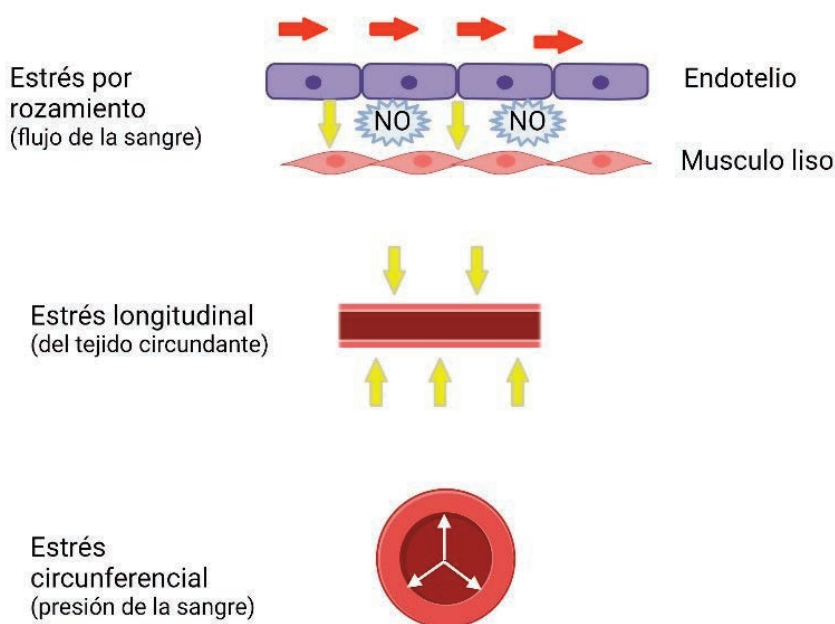 Estrés por
rozamiento
(flujo de la sangre)
Endotelio
NO
NO
Musculo liso
Estrés longitudinal
(del tejido circundante)
Estrés
circunferencial
(presión de la sangre)